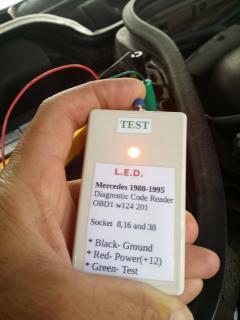 TEST
L.E.D.
Mercedes 1988-1995
Diagnostic Code Reader
OBD1 w124 201
Socket 8,16 and 38
* Black- Ground
* Red- Power(+12)
* Green- Test